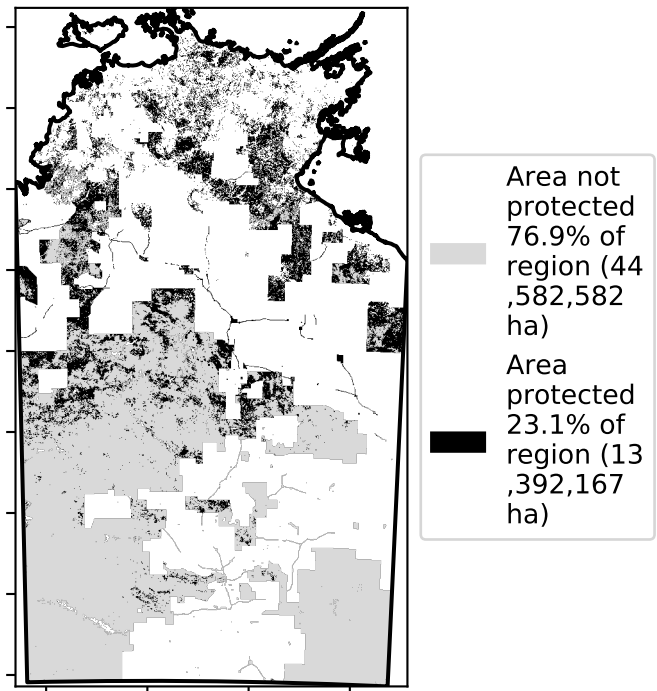 Area not
protected
76.9% of
region (44
,582,582
ha)
Area
protected
23.1% of
region (13
,392,167
ha)